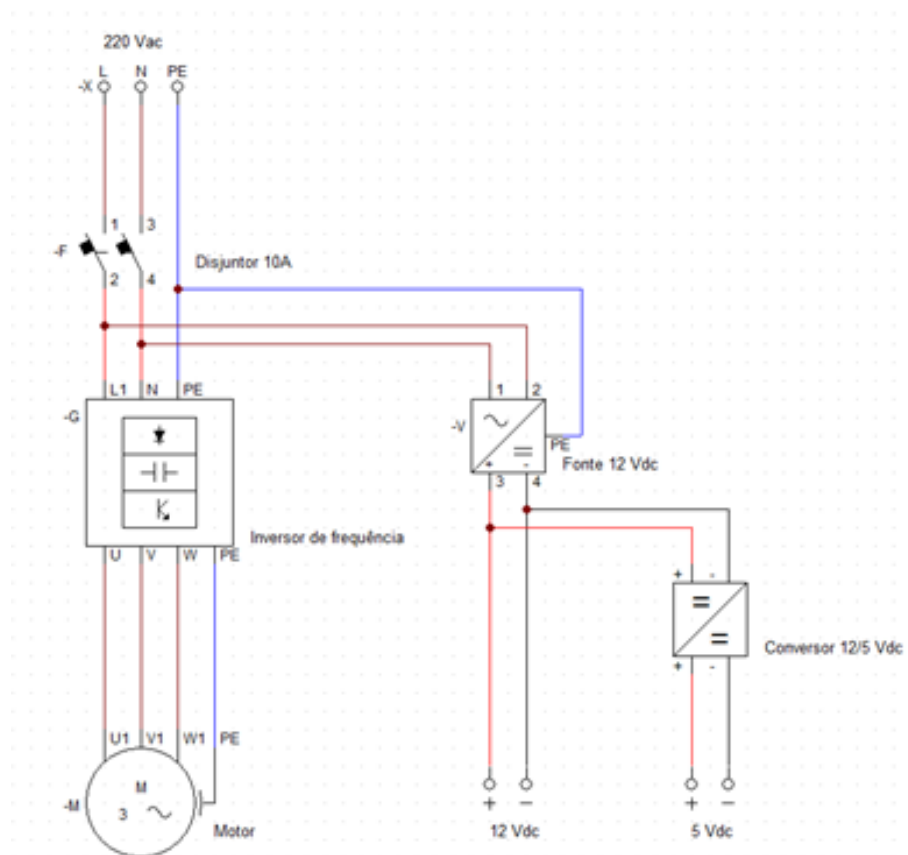 220 Vac
L N PE
-X
1 3
-F
Disjuntor 10A
2 4
L1 N PE
1 2
-G
-V
PE
Fonte 12 Vdc
+ -
3 4
Inversor de frequência
U V W PE
+ -
Conversor 12/5 Vdc
+ -
U1 V1 W1 PE
M
-M
3
Motor
+ − + −
12 Vdc 5 Vdc